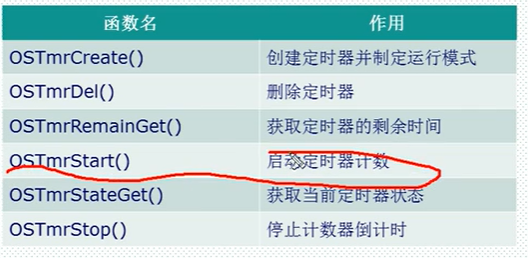 函数名 作用
OSTmrCreate() 创建定时器并制定运行模式
OSTmrDel() 删除定时器
OSTmrRemainGet() 获取定时器的剩余时间
OSTmrStart() 启动定时器计数
OSTmrStateGet() 获取当前定时器状态
OSTmrStop() 停止计数器倒计时